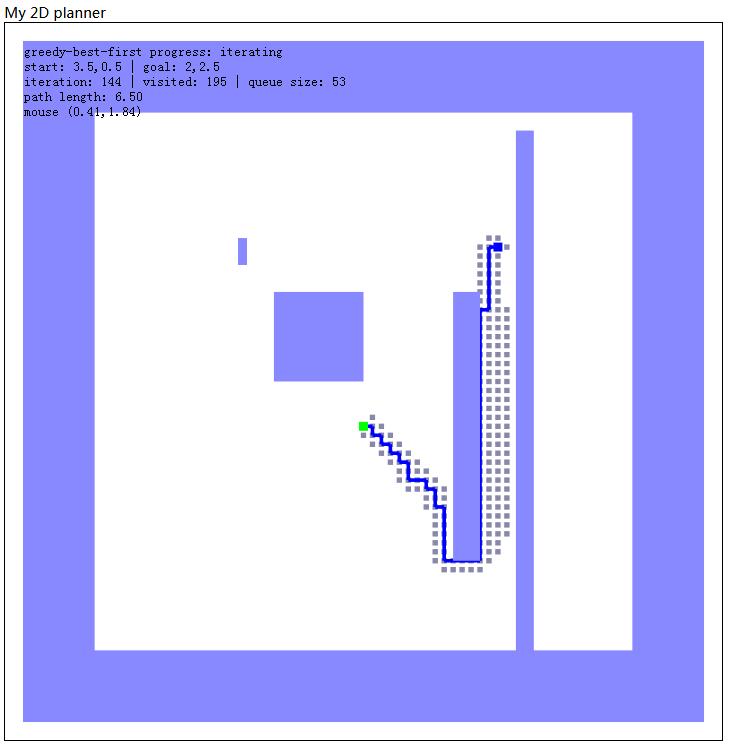 My 2D planner
greedy-best-first progress: iterating
start: 3.5,0.5 | goal: 2,2.5
iteration: 144 | visited: 195 | queue size: 53
path length: 6.50
mouse (0.41,1.84)